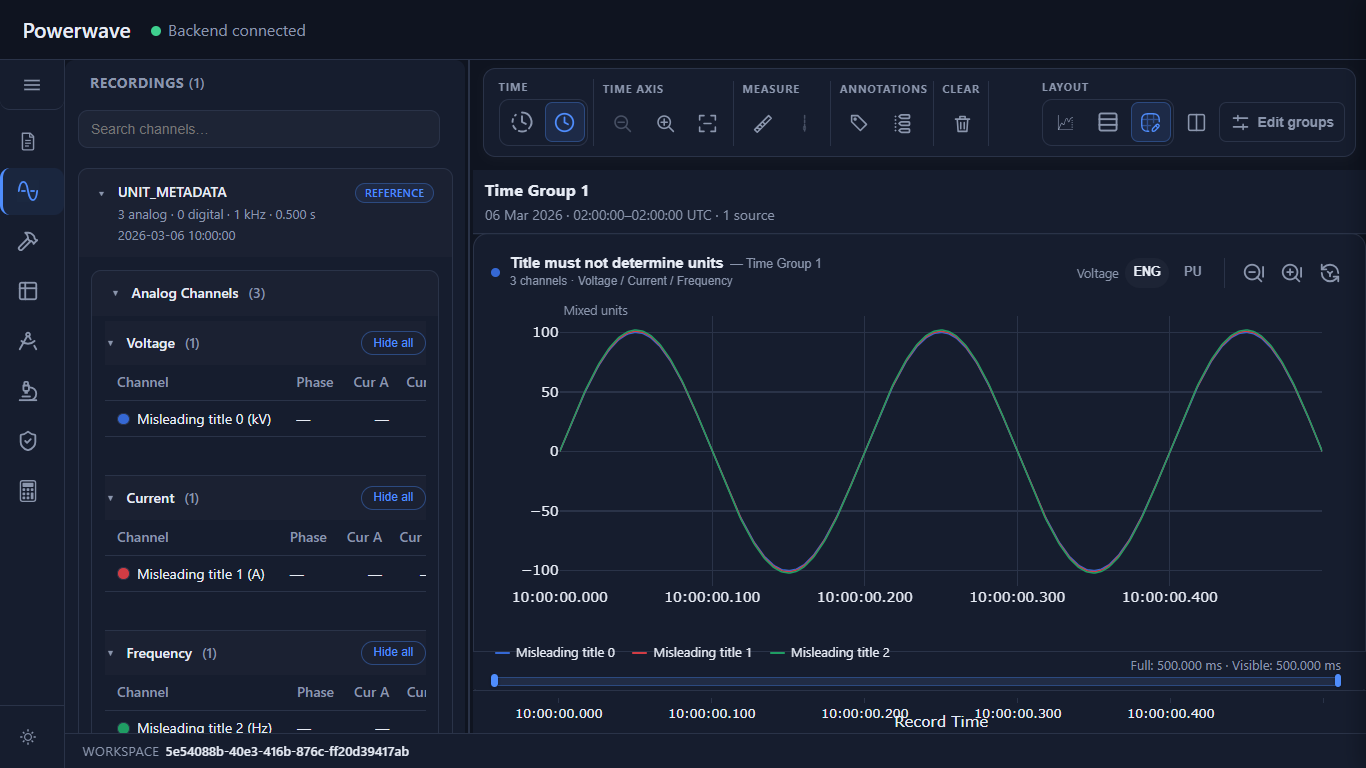 Powerwave
Backend connected
RECORDINGS (1)
Search channels...
UNIT_METADATA
REFERENCE
3 analog · 0 digital · 1 kHz · 0.500 s
2026-03-06 10:00:00
Analog Channels (3)
Voltage (1)
Hide all
Channel Phase Cur A Cur
Misleading title 0 (kV) — —
Current (1)
Hide all
Channel Phase Cur A Cur
Misleading title 1 (A) — — –
Frequency (1)
Hide all
Channel Phase Cur A Cur
Misleading title 2 (Hz) — —
TIME
TIME AXIS
MEASURE
ANNOTATIONS
CLEAR
LAYOUT
Edit groups
Time Group 1
06 Mar 2026 · 02:00:00–02:00:00 UTC · 1 source
Title must not determine units — Time Group 1
3 channels · Voltage / Current / Frequency
Voltage ENG PU
Mixed units
100
50
0
−50
−100
10:00:00.000 10:00:00.100 10:00:00.200 10:00:00.300 10:00:00.400
Misleading title 0 Misleading title 1 Misleading title 2
Full: 500.000 ms · Visible: 500.000 ms
10:00:00.000 10:00:00.100 10:00:00.200 10:00:00.300 10:00:00.400
Record Time
WORKSPACE 5e54088b-40e3-416b-876c-ff20d39417ab